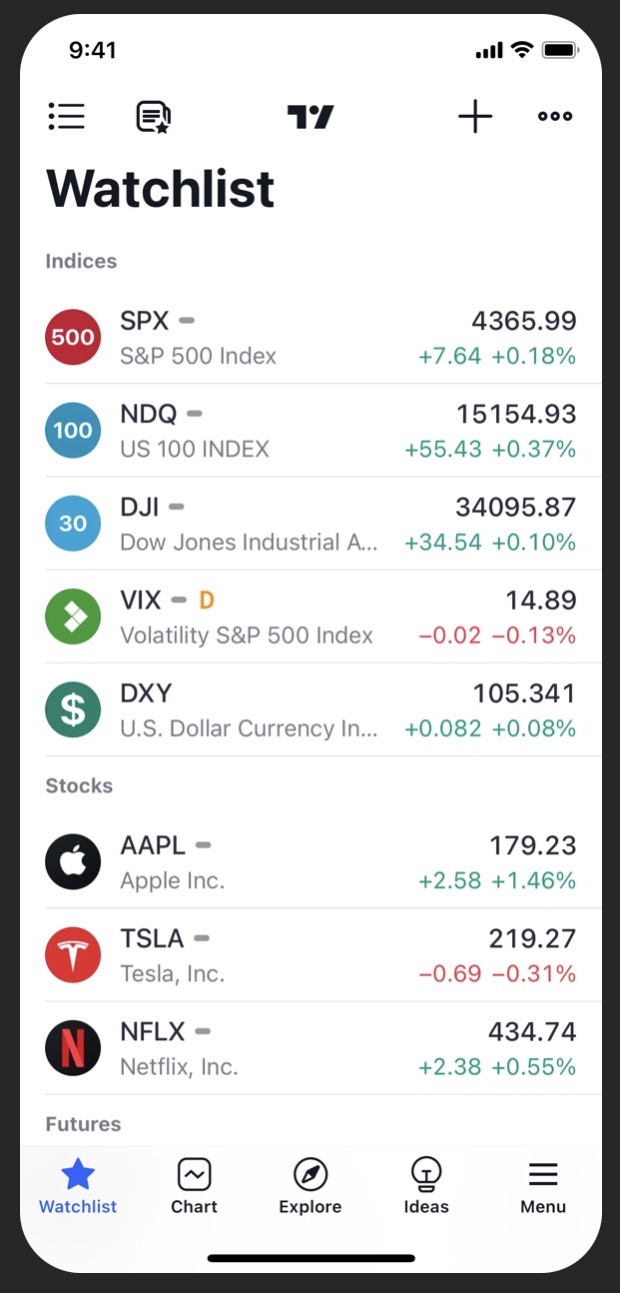 9:41
Watchlist
Indices
500
SPX
4365.99
S&P 500 Index
+7.64 +0.18%
100
NDQ
15154.93
US 100 INDEX
+55.43 +0.37%
30
DJI
34095.87
Dow Jones Industrial A...
+34.54 +0.10%
VIX D
14.89
Volatility S&P 500 Index
−0.02 −0.13%
$
DXY
105.341
U.S. Dollar Currency In...
+0.082 +0.08%
Stocks
AAPL
179.23
Apple Inc.
+2.58 +1.46%
TSLA
219.27
Tesla, Inc.
−0.69 −0.31%
NFLX
434.74
Netflix, Inc.
+2.38 +0.55%
Futures
Watchlist
Chart
Explore
Ideas
Menu